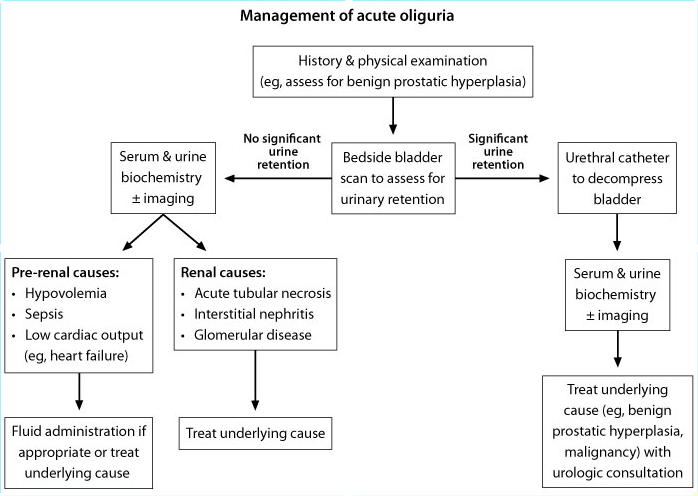 Management of acute oliguria
History & physical examination
(eg, assess for benign prostatic hyperplasia)
No significant
urine
retention
Significant
urine
retention
Serum & urine
biochemistry
± imaging
Bedside bladder
scan to assess for
urinary retention
Urethral catheter
to decompress
bladder
Pre-renal causes:
• Hypovolemia
• Sepsis
• Low cardiac output
(eg, heart failure)
Renal causes:
• Acute tubular necrosis
• Interstitial nephritis
• Glomerular disease
Serum & urine
biochemistry
± imaging
Fluid administration if
appropriate or treat
underlying cause
Treat underlying cause
Treat underlying
cause (eg, benign
prostatic hyperplasia,
malignancy) with
urologic consultation